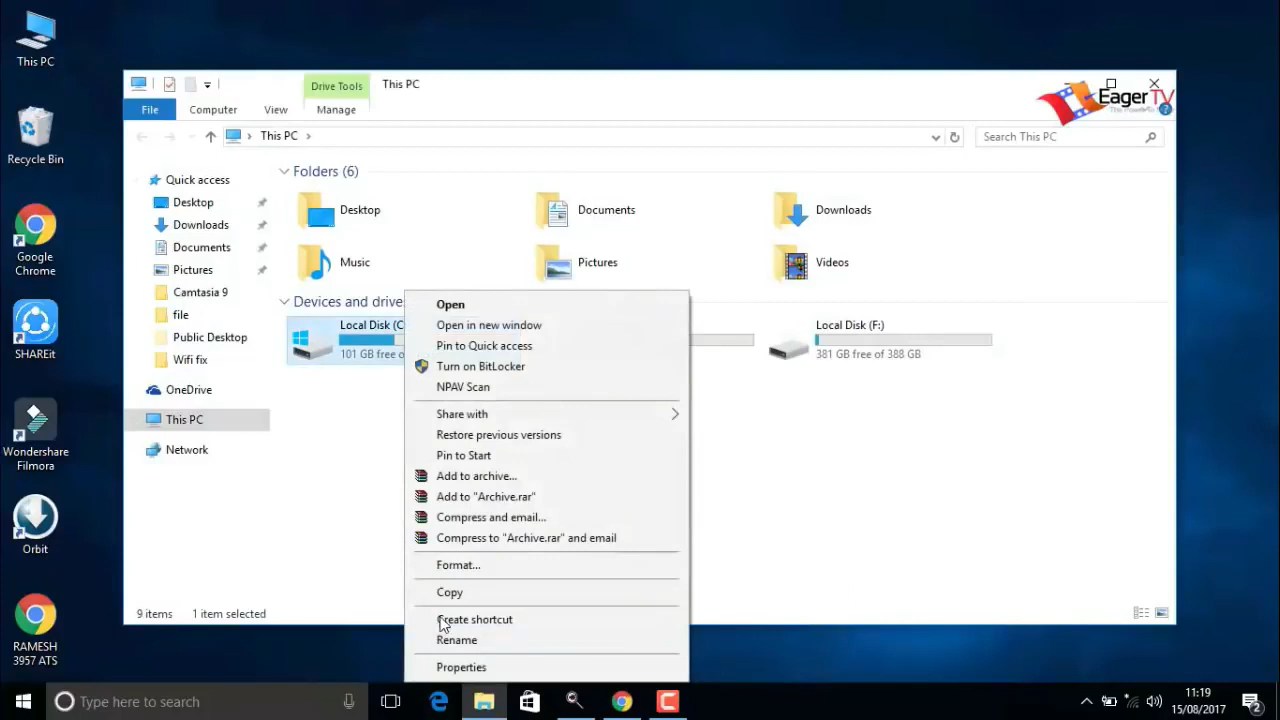 This PC
Recycle Bin
Google
Chrome
SHAREit
Wondershare
Filmora
Orbit
RAMESH
3957 ATS
Drive Tools
This PC
File
Computer
View
Manage
EagerTV
This PC
Search This PC
Quick access
Desktop
Downloads
Documents
Pictures
Camtasia 9
file
Public Desktop
Wifi fix
OneDrive
This PC
Network
Folders (6)
Desktop
Documents
Downloads
Music
Pictures
Videos
Devices and drive
Local Disk (C
101 GB free o
Local Disk (F:)
381 GB free of 388 GB
Open
Open in new window
Pin to Quick access
Turn on BitLocker
NPAV Scan
Share with
Restore previous versions
Pin to Start
Add to archive...
Add to "Archive.rar"
Compress and email...
Compress to "Archive.rar" and email
Format...
Copy
Create shortcut
Rename
Properties
9 items 1 item selected
Type here to search
11:19
15/08/2017
2